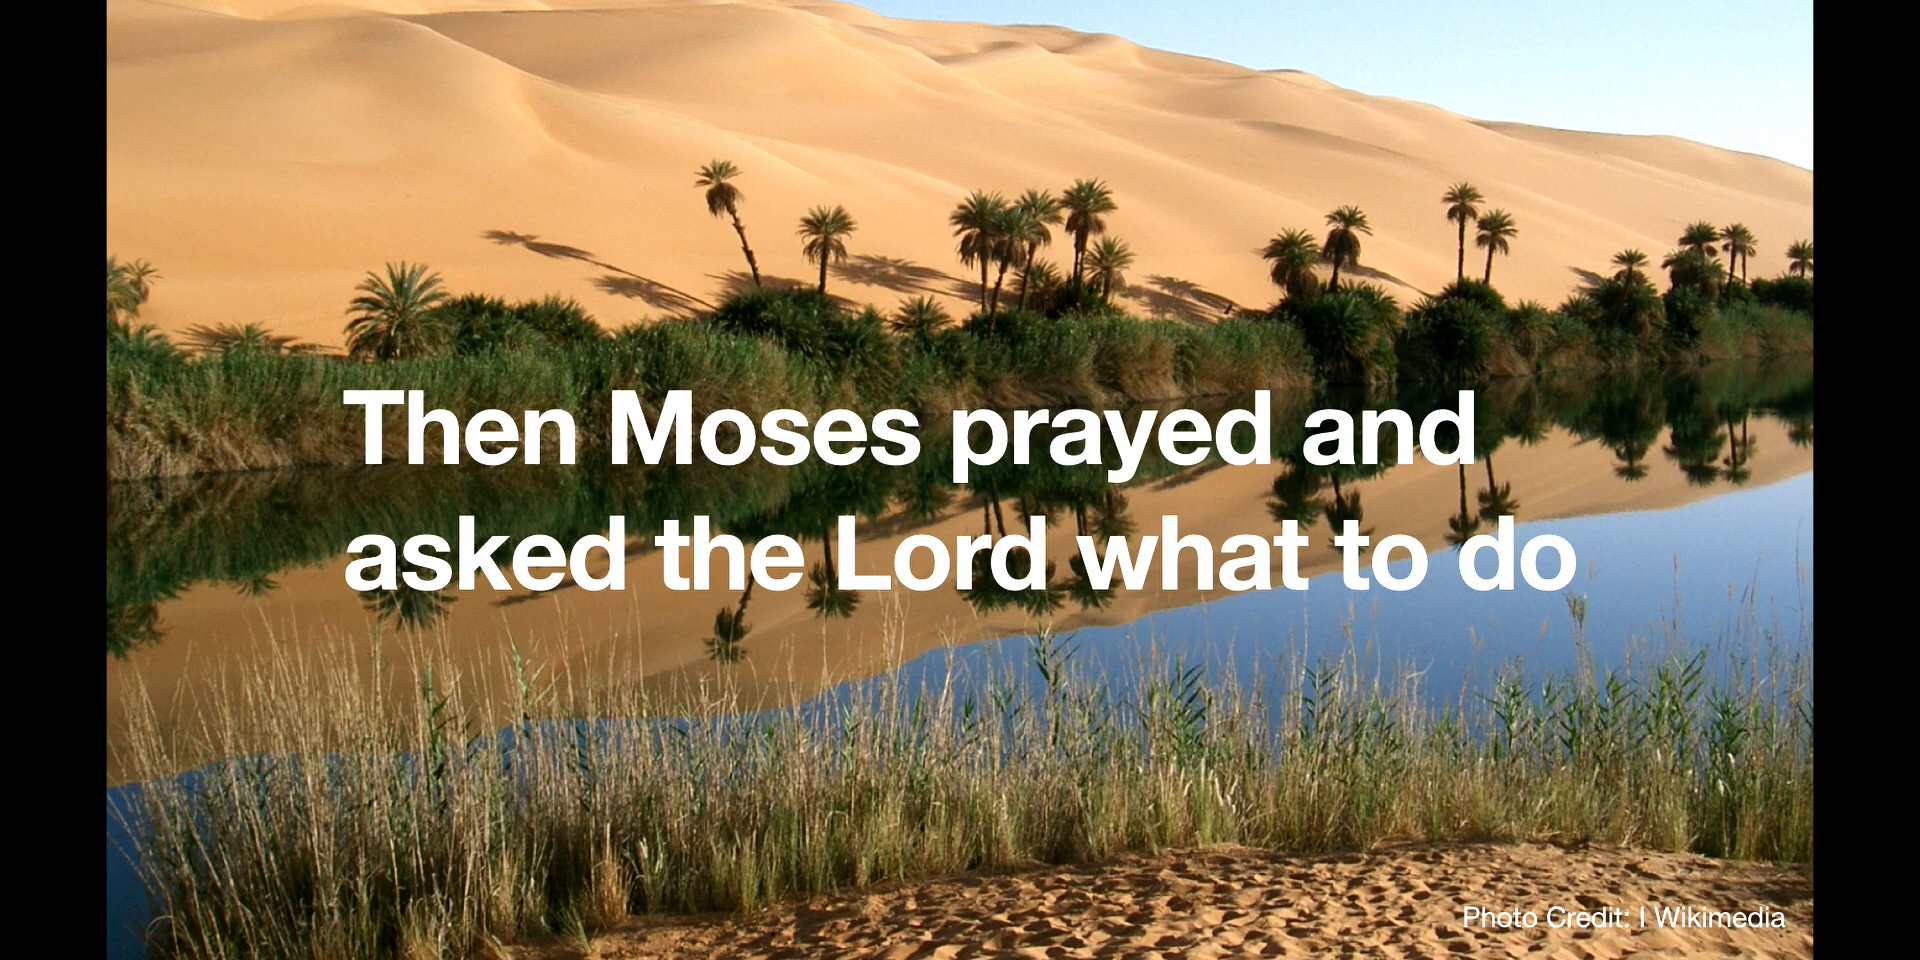 Then Moses prayed and
asked the Lord what to do
Photo Credit: I Wikimedia